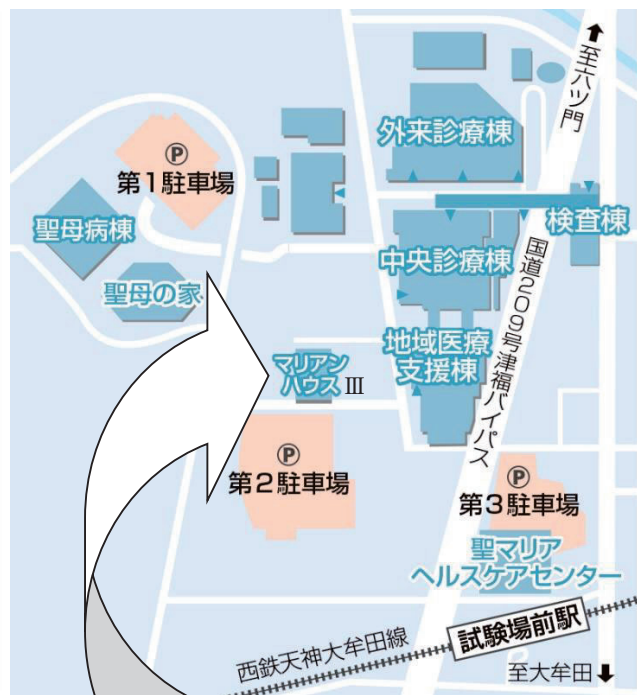 至六ツ門
外来診療棟
P
第1駐車場
検査棟
聖母病棟
中央診療棟
聖母の家
国道209号津福バイパス
地域医療
支援棟
マリアン
ハウス Ⅲ
P
第2駐車場
P
第3駐車場
聖マリア
ヘルスケアセンター
試験場前駅
西鉄天神大牟田線
至大牟田